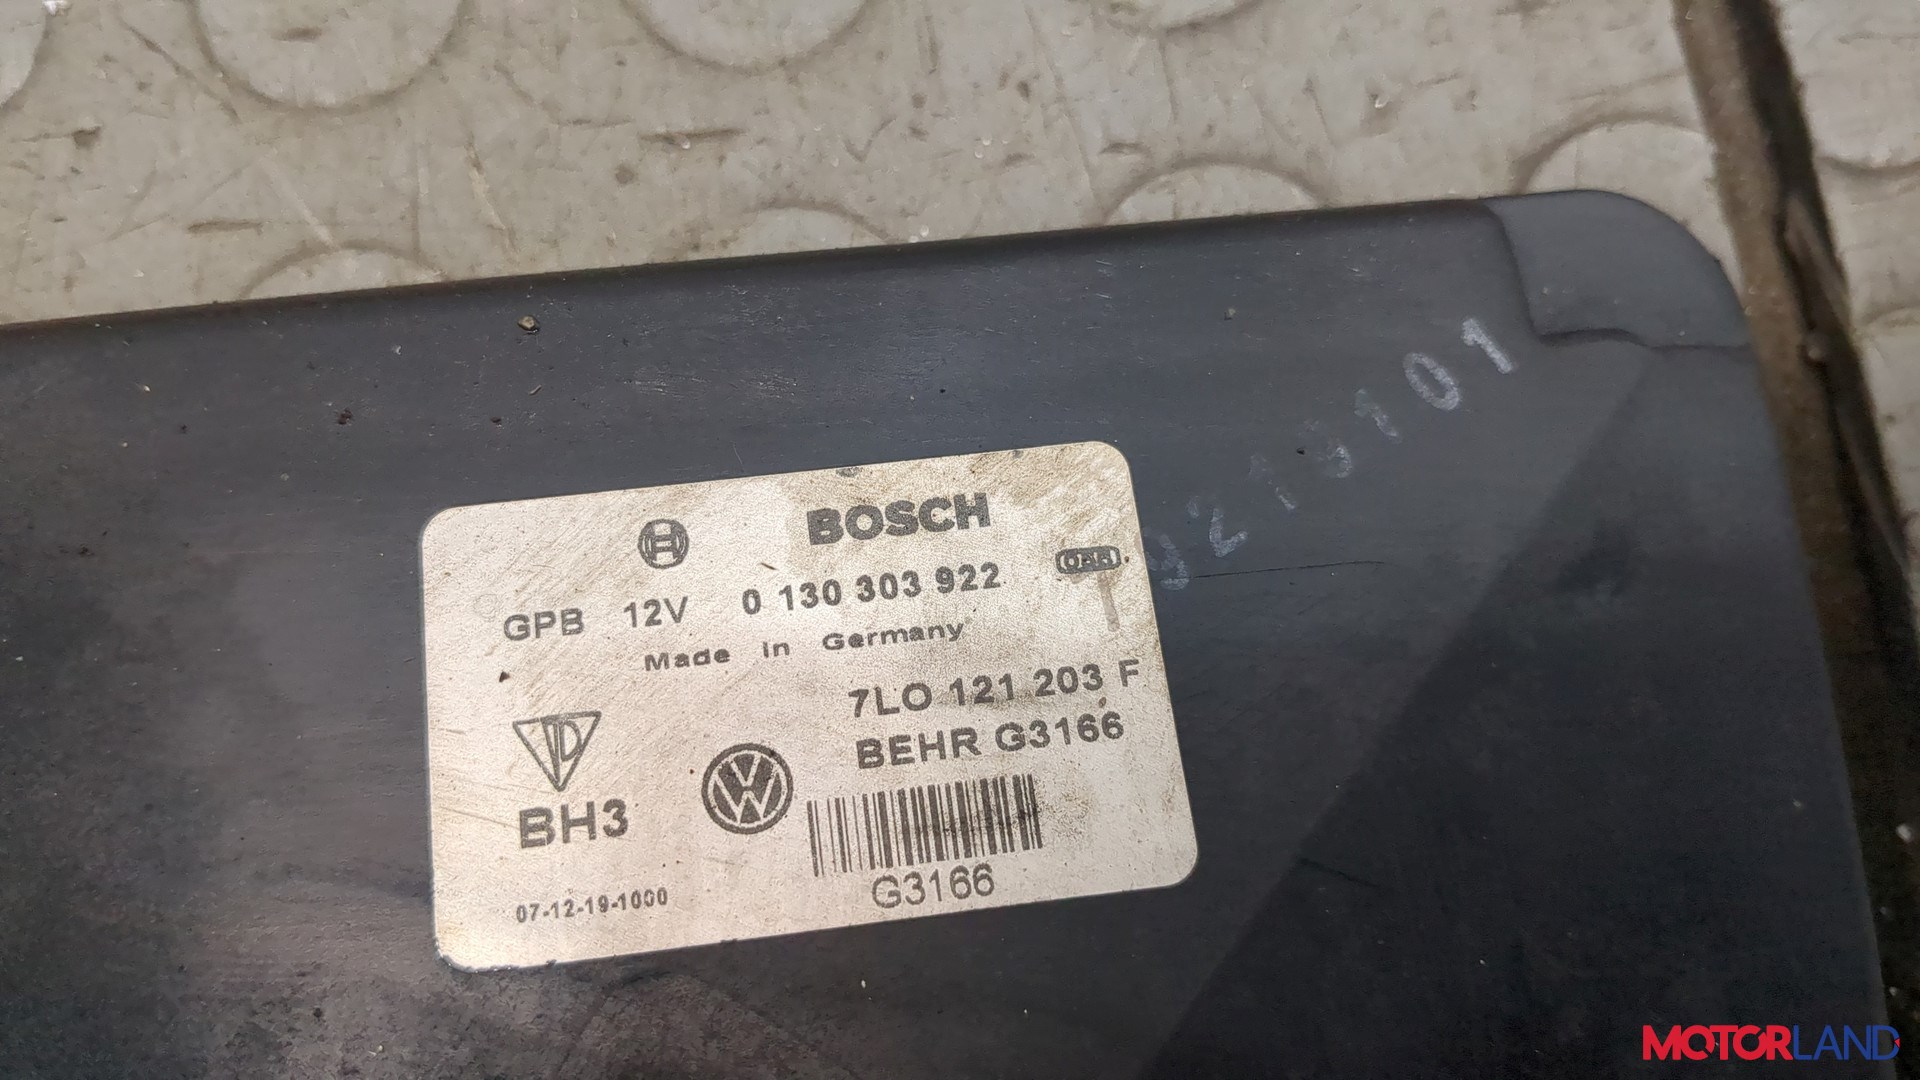 BOSCH
GPB 12V 0 130 303 922
Made in Germany
7LO 121 203 F
BEHR G3166
BH3
VW
G3166
07-12-19-1000
MOTORLAND